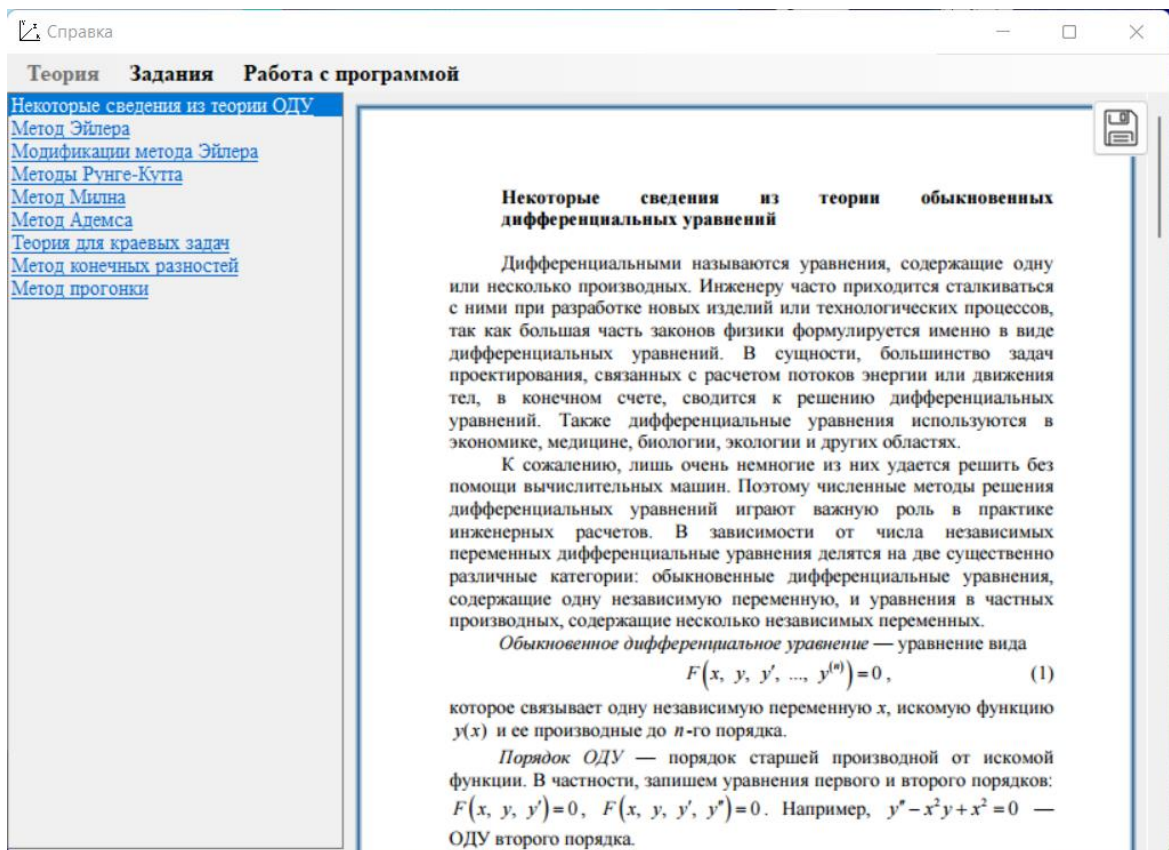 Справка
Теория Задания Работа с программой
Некоторые сведения из теории ОДУ
Метод Эйлера
Модификации метода Эйлера
Методы Рунге-Кутта
Метод Милна
Метод Адемса
Теория для краевых задач
Метод конечных разностей
Метод прогонки
Некоторые сведения из теории обыкновенных
дифференциальных уравнений
Дифференциальными называются уравнения, содержащие одну
или несколько производных. Инженеру часто приходится сталкиваться
с ними при разработке новых изделий или технологических процессов,
так как большая часть законов физики формулируется именно в виде
дифференциальных уравнений. В сущности, большинство задач
проектирования, связанных с расчетом потоков энергии или движения
тел, в конечном счете, сводится к решению дифференциальных
уравнений. Также дифференциальные уравнения используются в
экономике, медицине, биологии, экологии и других областях.
К сожалению, лишь очень немногие из них удается решить без
помощи вычислительных машин. Поэтому численные методы решения
дифференциальных уравнений играют важную роль в практике
инженерных расчетов. В зависимости от числа независимых
переменных дифференциальные уравнения делятся на две существенно
различные категории: обыкновенные дифференциальные уравнения,
содержащие одну независимую переменную, и уравнения в частных
производных, содержащие несколько независимых переменных.
Обыкновенное дифференциальное уравнение — уравнение вида
F(x, y, y′, ..., y⁽ⁿ⁾) = 0 , (1)
которое связывает одну независимую переменную x, искомую функцию
y(x) и ее производные до n-го порядка.
Порядок ОДУ — порядок старшей производной от искомой
функции. В частности, запишем уравнения первого и второго порядков:
F(x, y, y′) = 0 , F(x, y, y′, y″) = 0 . Например, y″ − x²y + x² = 0 —
ОДУ второго порядка.